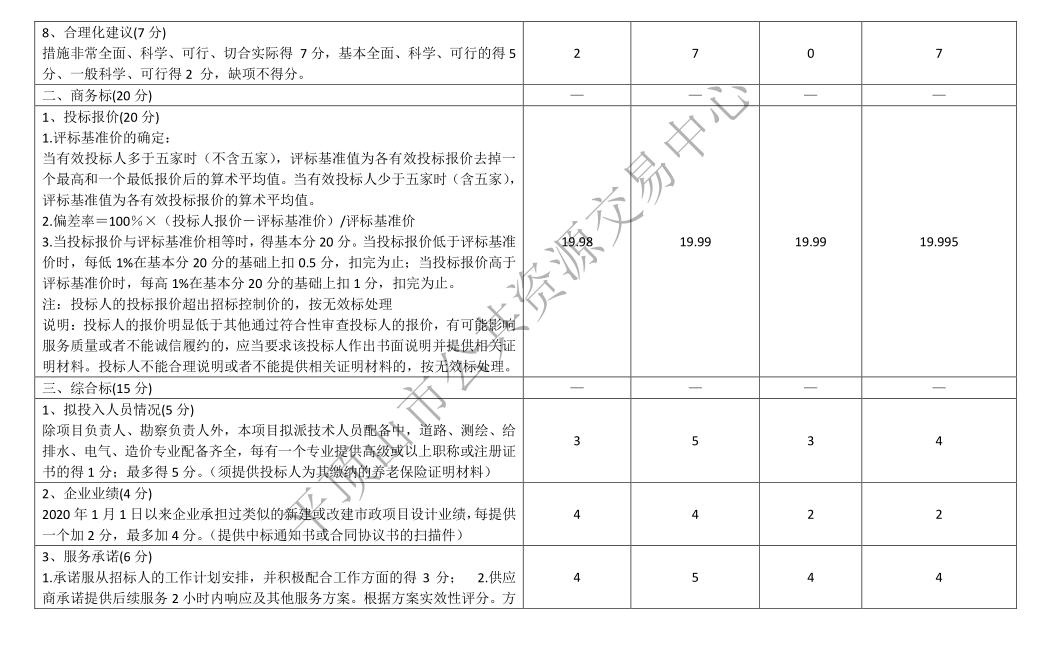 8、合理化建议(7 分)
措施非常全面、科学、可行、切合实际得 7 分，基本全面、科学、可行的得 5
分、一般科学、可行得 2 分，缺项不得分。
2 7 0 7
二、商务标(20 分)
— — — —
1、投标报价(20 分)
1.评标基准价的确定：
当有效投标人多于五家时（不含五家），评标基准值为各有效投标报价去掉一
个最高和一个最低报价后的算术平均值。当有效投标人少于五家时（含五家），
评标基准值为各有效投标报价的算术平均值。
2.偏差率＝100％×（投标人报价－评标基准价）/评标基准价
3.当投标报价与评标基准价相等时，得基本分 20 分。当投标报价低于评标基准
价时，每低 1%在基本分 20 分的基础上扣 0.5 分，扣完为止；当投标报价高于
评标基准价时，每高 1%在基本分 20 分的基础上扣 1 分，扣完为止。
注：投标人的投标报价超出招标控制价的，按无效标处理
说明：投标人的报价明显低于其他通过符合性审查投标人的报价，有可能影响
服务质量或者不能诚信履约的，应当要求该投标人作出书面说明并提供相关证
明材料。投标人不能合理说明或者不能提供相关证明材料的，按无效标处理。
19.98 19.99 19.99 19.995
三、综合标(15 分)
— — — —
1、拟投入人员情况(5 分)
除项目负责人、勘察负责人外，本项目拟派技术人员配备中，道路、测绘、给
排水、电气、造价专业配备齐全，每有一个专业提供高级或以上职称或注册证
书的得 1 分；最多得 5 分。（须提供投标人为其缴纳的养老保险证明材料）
3 5 3 4
2、企业业绩(4 分)
2020 年 1 月 1 日以来企业承担过类似的新建或改建市政项目设计业绩，每提供
一个加 2 分，最多加 4 分。（提供中标通知书或合同协议书的扫描件）
4 4 2 2
3、服务承诺(6 分)
1.承诺服从招标人的工作计划安排，并积极配合工作方面的得 3 分； 2.供应
商承诺提供后续服务 2 小时内响应及其他服务方案。根据方案实效性评分。方
4 5 4 4
平顶山市公共资源交易中心